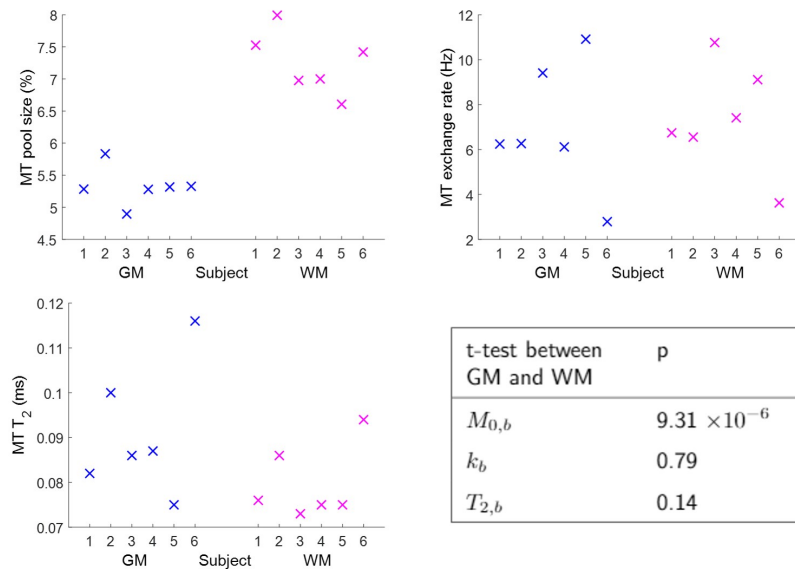 8
7.5
7
6.5
6
5.5
5
4.5
MT pool size (%)
1 2 3 4 5 6 1 2 3 4 5 6
GM Subject WM
12
10
8
6
4
2
MT exchange rate (Hz)
1 2 3 4 5 6 1 2 3 4 5 6
GM Subject WM
0.12
0.11
0.1
0.09
0.08
0.07
MT T₂ (ms)
1 2 3 4 5 6 1 2 3 4 5 6
GM Subject WM
t-test between p
GM and WM
M₀,b 9.31 ×10⁻⁶
k_b 0.79
T₂,b 0.14